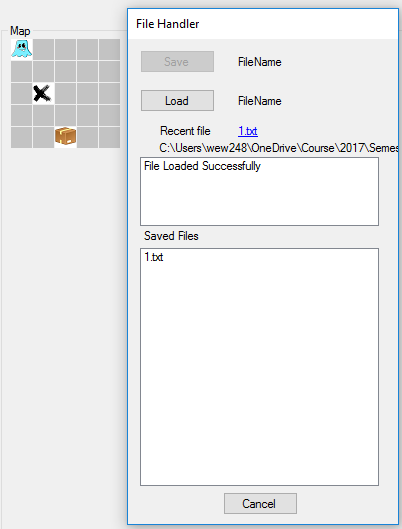 Map
File Handler
Save FileName
Load FileName
Recent file 1.txt
C:\Users\wew248\OneDrive\Course\2017\Semes
File Loaded Successfully
Saved Files
1.txt
Cancel